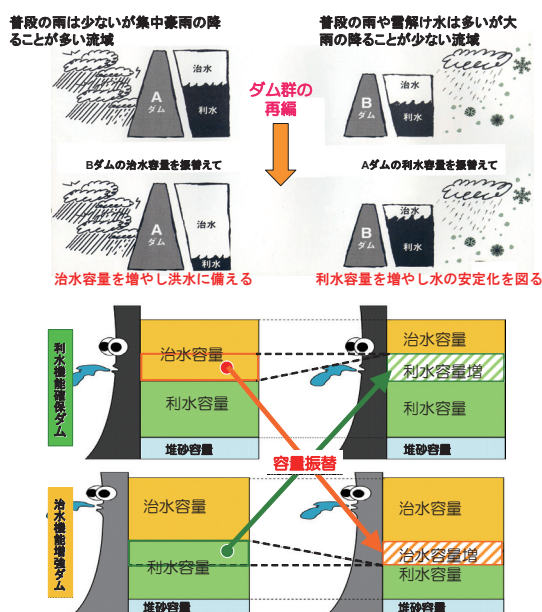 普段の雨は少ないが集中豪雨の降
ることが多い流域
普段の雨や雪解け水は多いが大
雨の降ることが少ない流域
A
ダム
治水
利水
ダム群の
再編
B
ダム
治水
利水
Bダムの治水容量を振替えて
Aダムの利水容量を振替えて
A
ダム
治水
利水
B
ダム
治水
利水
治水容量を増やし洪水に備える
利水容量を増やし水の安定化を図る
利水機能確保ダム
治水容量
利水容量
堆砂容量
治水容量
利水容量増
利水容量
堆砂容量
容量振替
治水機能増強ダム
治水容量
利水容量
堆砂容量
治水容量
治水容量増
利水容量
堆砂容量